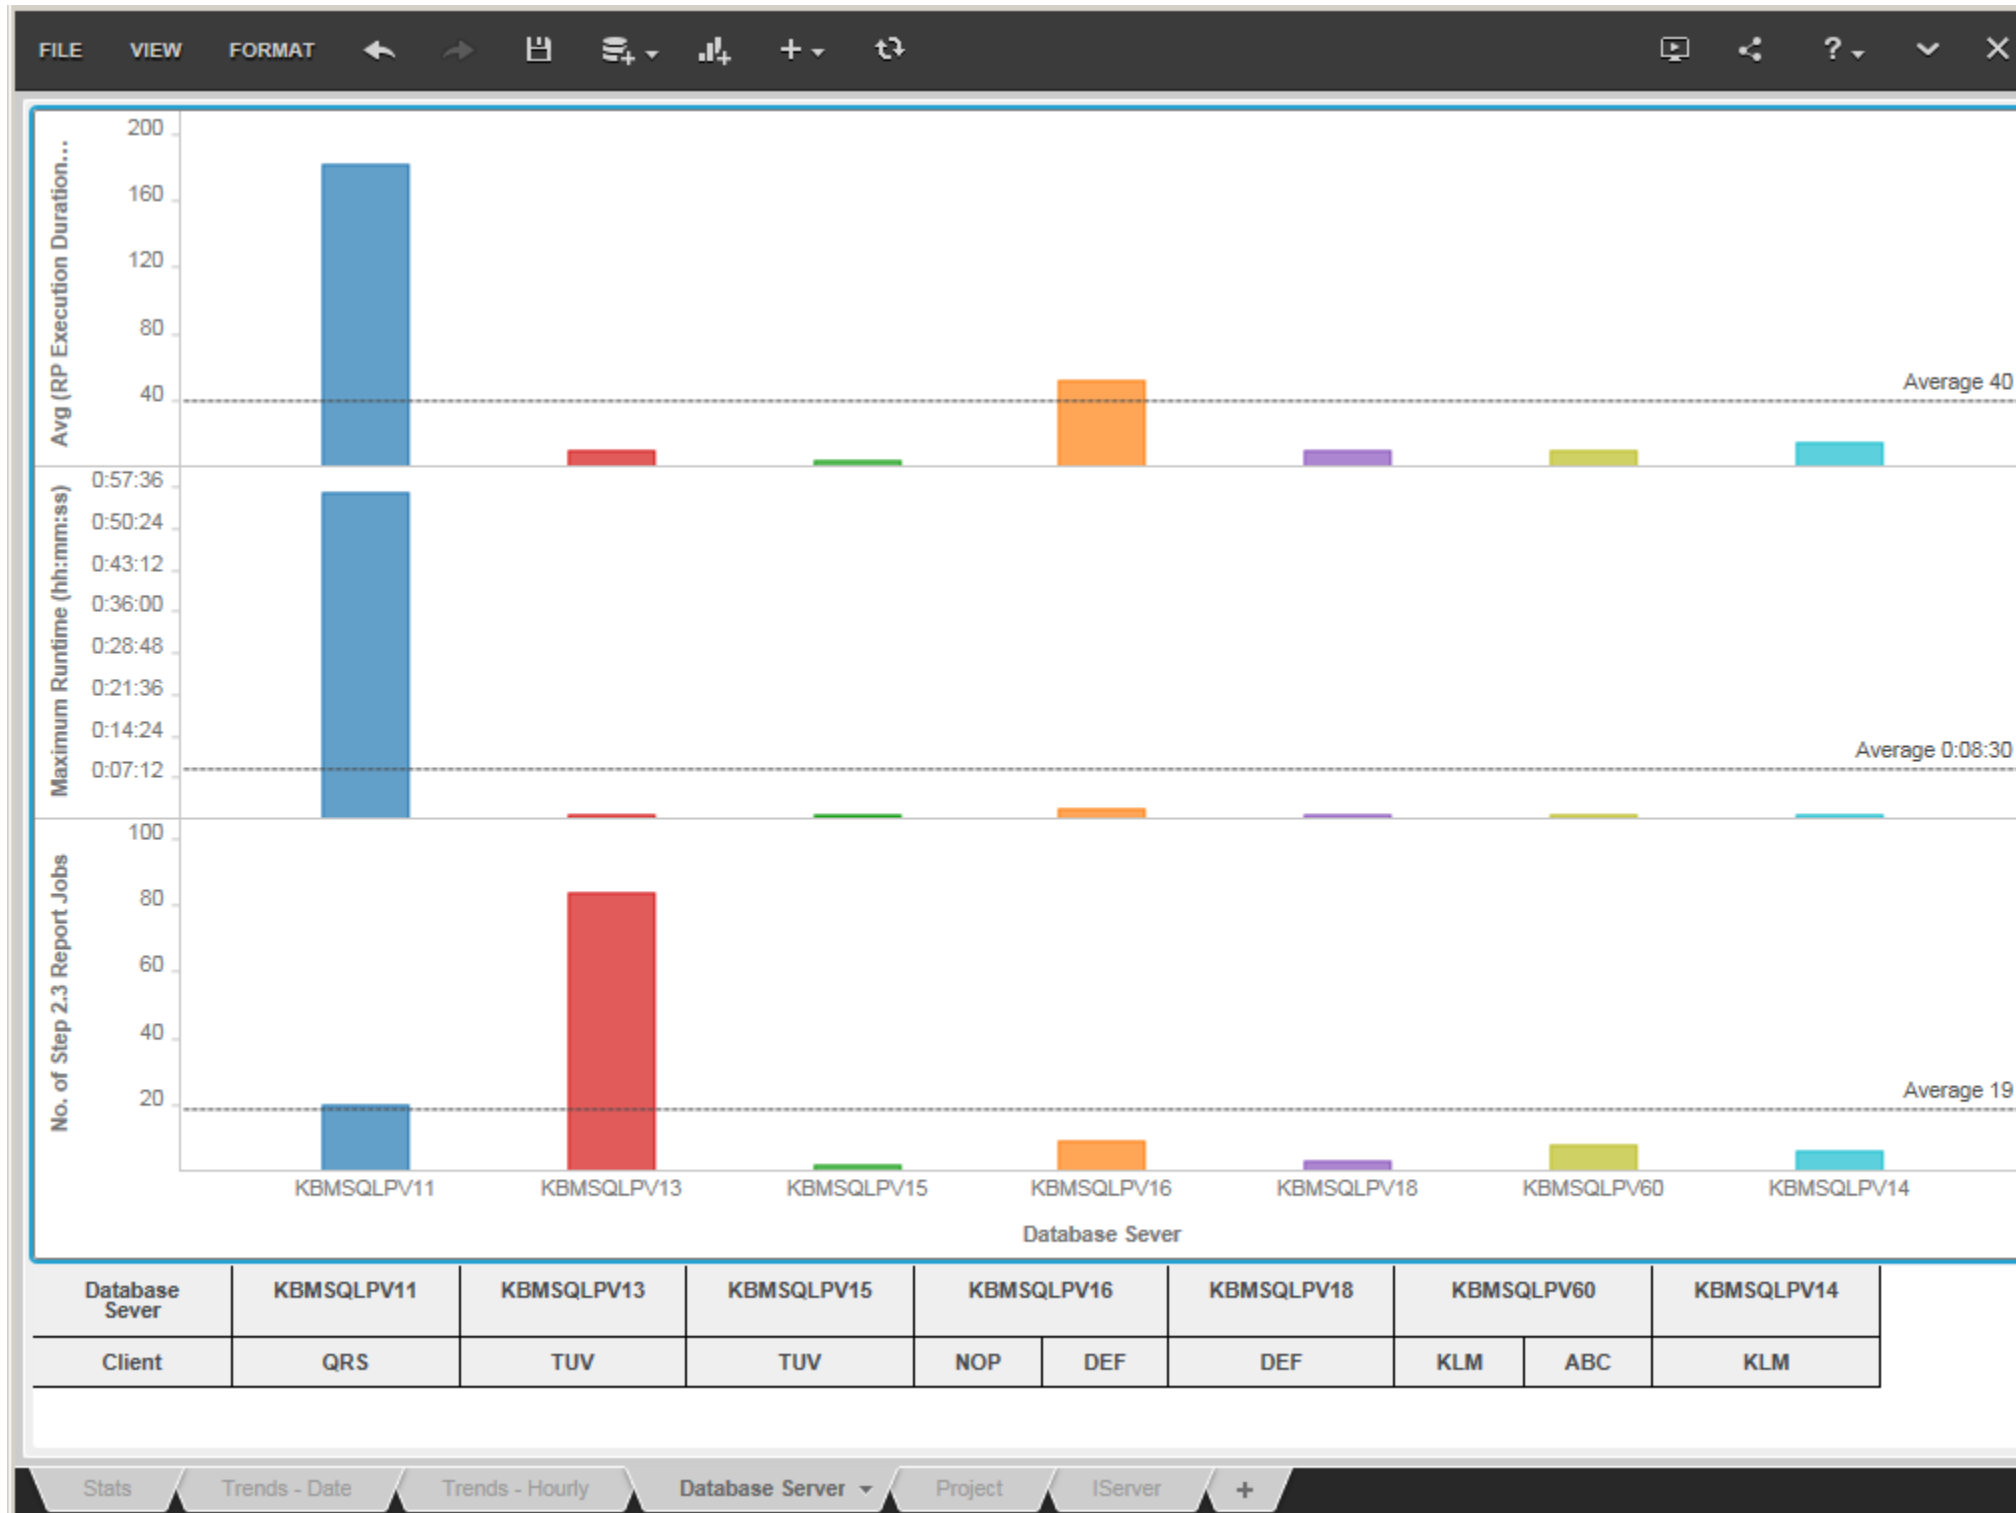 FILE VIEW FORMAT ?
Avg (RP Execution Duration...
200
160
120
80
40
Average 40
Maximum Runtime (hh:mm:ss)
0:57:36
0:50:24
0:43:12
0:36:00
0:28:48
0:21:36
0:14:24
0:07:12
Average 0:08:30
No. of Step 2.3 Report Jobs
100
80
60
40
20
Average 19
KBMSQLPV11 KBMSQLPV13 KBMSQLPV15 KBMSQLPV16 KBMSQLPV18 KBMSQLPV60 KBMSQLPV14
Database Sever
Database Sever KBMSQLPV11 KBMSQLPV13 KBMSQLPV15 KBMSQLPV16 KBMSQLPV18 KBMSQLPV60 KBMSQLPV14
Client QRS TUV TUV NOP DEF DEF KLM ABC KLM
Stats Trends - Date Trends - Hourly Database Server Project IServer +